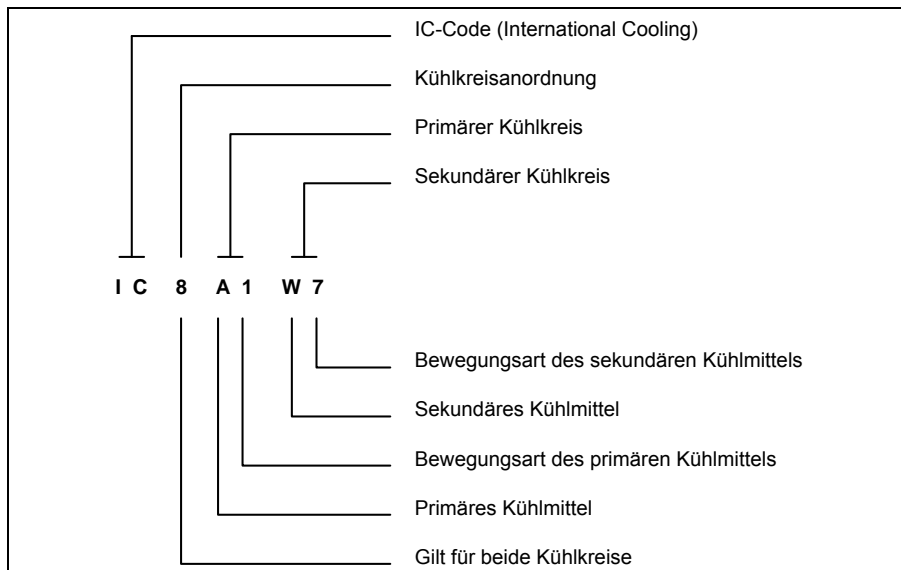 IC-Code (International Cooling)
Kühlkreisanordnung
Primärer Kühlkreis
Sekundärer Kühlkreis
I C 8 A 1 W 7
Bewegungsart des sekundären Kühlmittels
Sekundäres Kühlmittel
Bewegungsart des primären Kühlmittels
Primäres Kühlmittel
Gilt für beide Kühlkreise